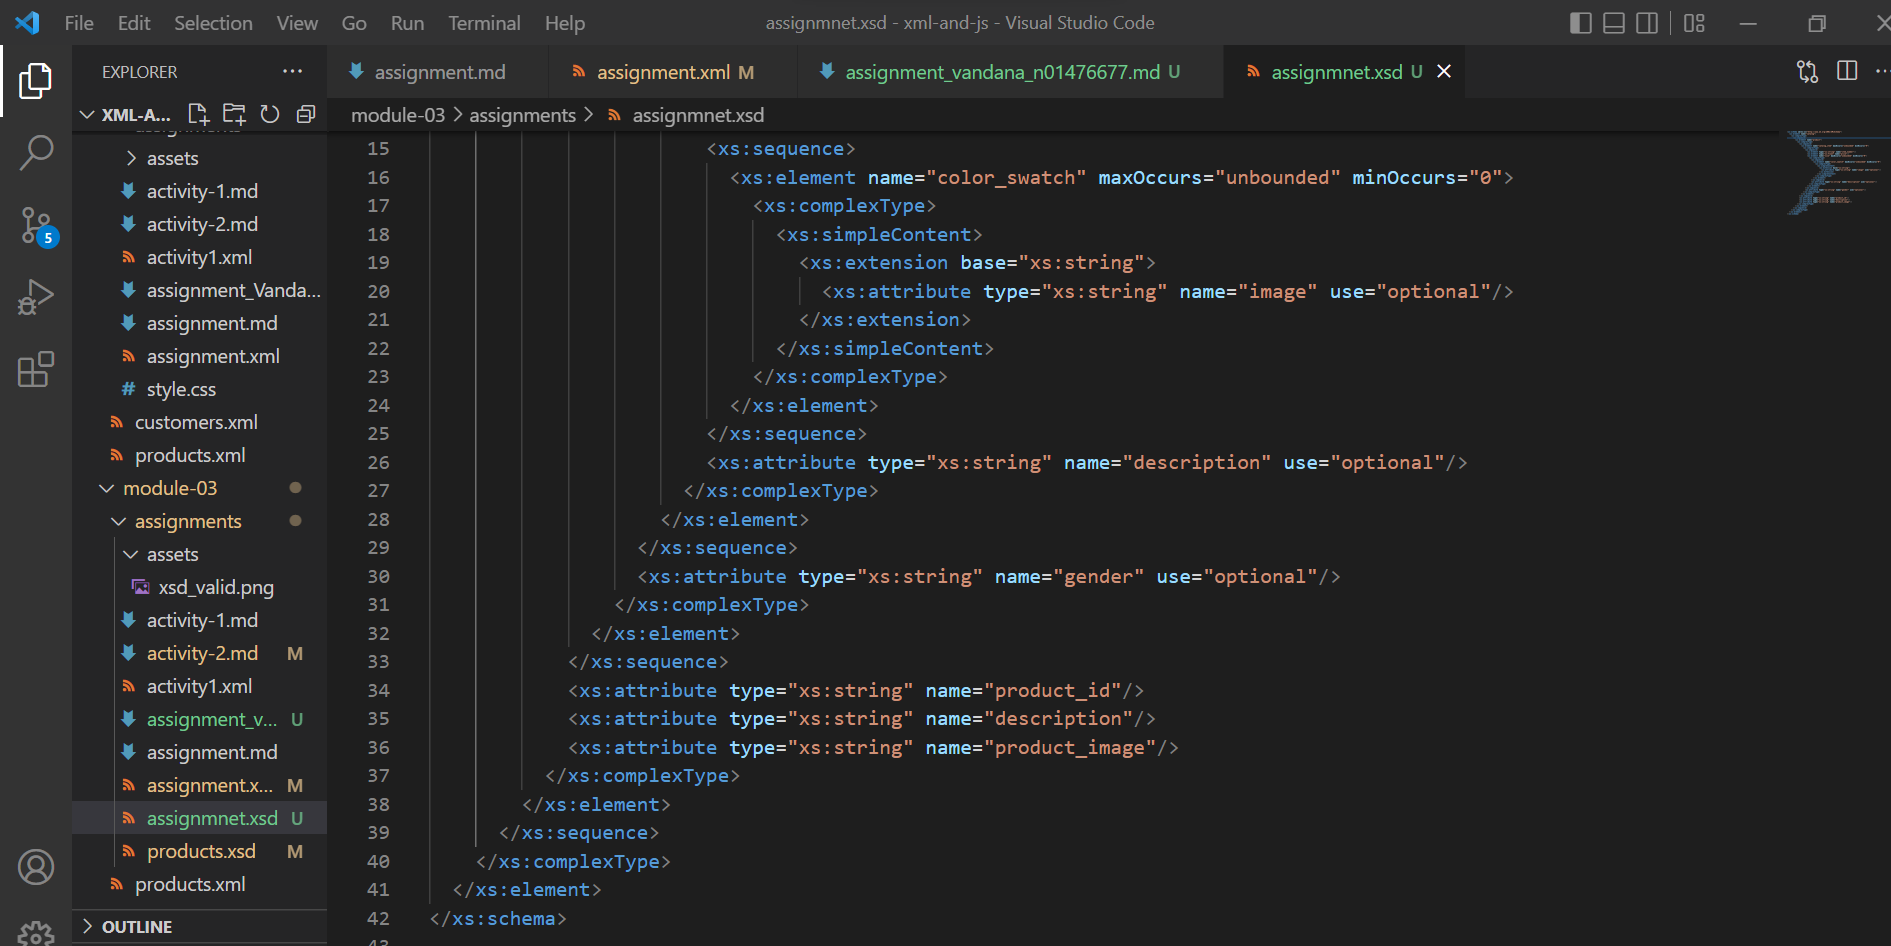 File Edit Selection View Go Run Terminal Help
assignmnet.xsd - xml-and-js - Visual Studio Code
EXPLORER
XML-A...
assignments
assets
activity-1.md
activity-2.md
activity1.xml
assignment_Vanda...
assignment.md
assignment.xml
# style.css
customers.xml
products.xml
module-03
assignments
assets
xsd_valid.png
activity-1.md
activity-2.md M
activity1.xml
assignment_v... U
assignment.md
assignment.x... M
assignmnet.xsd U
products.xsd M
products.xml
OUTLINE
5
assignment.md
assignment.xml M
assignment_vandana_n01476677.md U
assignmnet.xsd U
module-03 > assignments > assignmnet.xsd
15 <xs:sequence>
16 <xs:element name="color_swatch" maxOccurs="unbounded" minOccurs="0">
17 <xs:complexType>
18 <xs:simpleContent>
19 <xs:extension base="xs:string">
20 <xs:attribute type="xs:string" name="image" use="optional"/>
21 </xs:extension>
22 </xs:simpleContent>
23 </xs:complexType>
24 </xs:element>
25 </xs:sequence>
26 <xs:attribute type="xs:string" name="description" use="optional"/>
27 </xs:complexType>
28 </xs:element>
29 </xs:sequence>
30 <xs:attribute type="xs:string" name="gender" use="optional"/>
31 </xs:complexType>
32 </xs:element>
33 </xs:sequence>
34 <xs:attribute type="xs:string" name="product_id"/>
35 <xs:attribute type="xs:string" name="description"/>
36 <xs:attribute type="xs:string" name="product_image"/>
37 </xs:complexType>
38 </xs:element>
39 </xs:sequence>
40 </xs:complexType>
41 </xs:element>
42 </xs:schema>
43